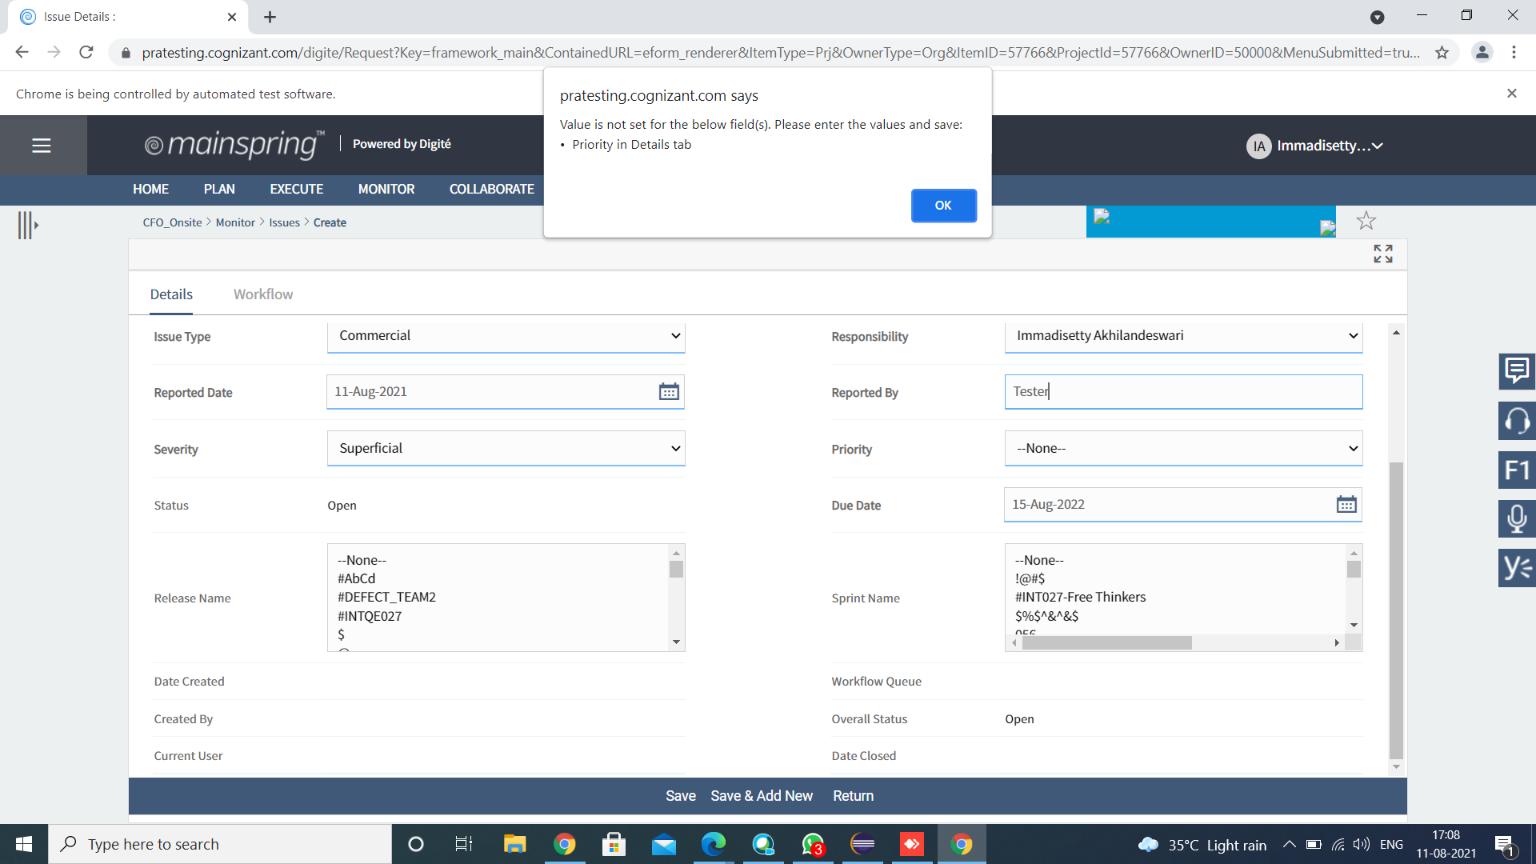 Issue Details :
pratesting.cognizant.com/digite/Request?Key=framework_main&ContainedURL=eform_renderer&ItemType=Prj&OwnerType=Org&ItemID=57766&ProjectId=57766&OwnerID=50000&MenuSubmitted=tru...
Chrome is being controlled by automated test software.
pratesting.cognizant.com says
Value is not set for the below field(s). Please enter the values and save:
• Priority in Details tab
OK
mainspring™ Powered by Digité
IA Immadisetty...
HOME PLAN EXECUTE MONITOR COLLABORATE
CFO_Onsite > Monitor > Issues > Create
Details Workflow
Issue Type Commercial Responsibility Immadisetty Akhilandeswari
Reported Date 11-Aug-2021 Reported By Tester
Severity Superficial Priority --None--
Status Open Due Date 15-Aug-2022
Release Name
--None--
#AbCd
#DEFECT_TEAM2
#INTQE027
$
Sprint Name
--None--
!@#$
#INT027-Free Thinkers
$%$^&^&$
056
Date Created Workflow Queue
Created By Overall Status Open
Current User Date Closed
Save Save & Add New Return
F1
Type here to search
3
35°C Light rain ENG
17:08
11-08-2021
1